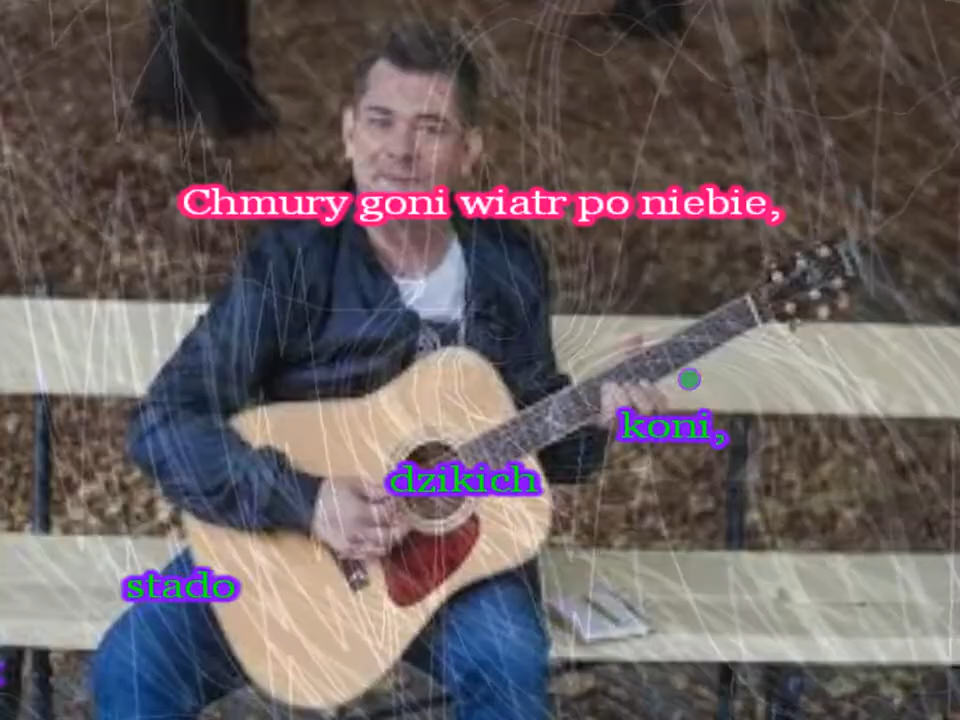 Chmury goni wiatr po niebie,
koni,
dzikich
stado